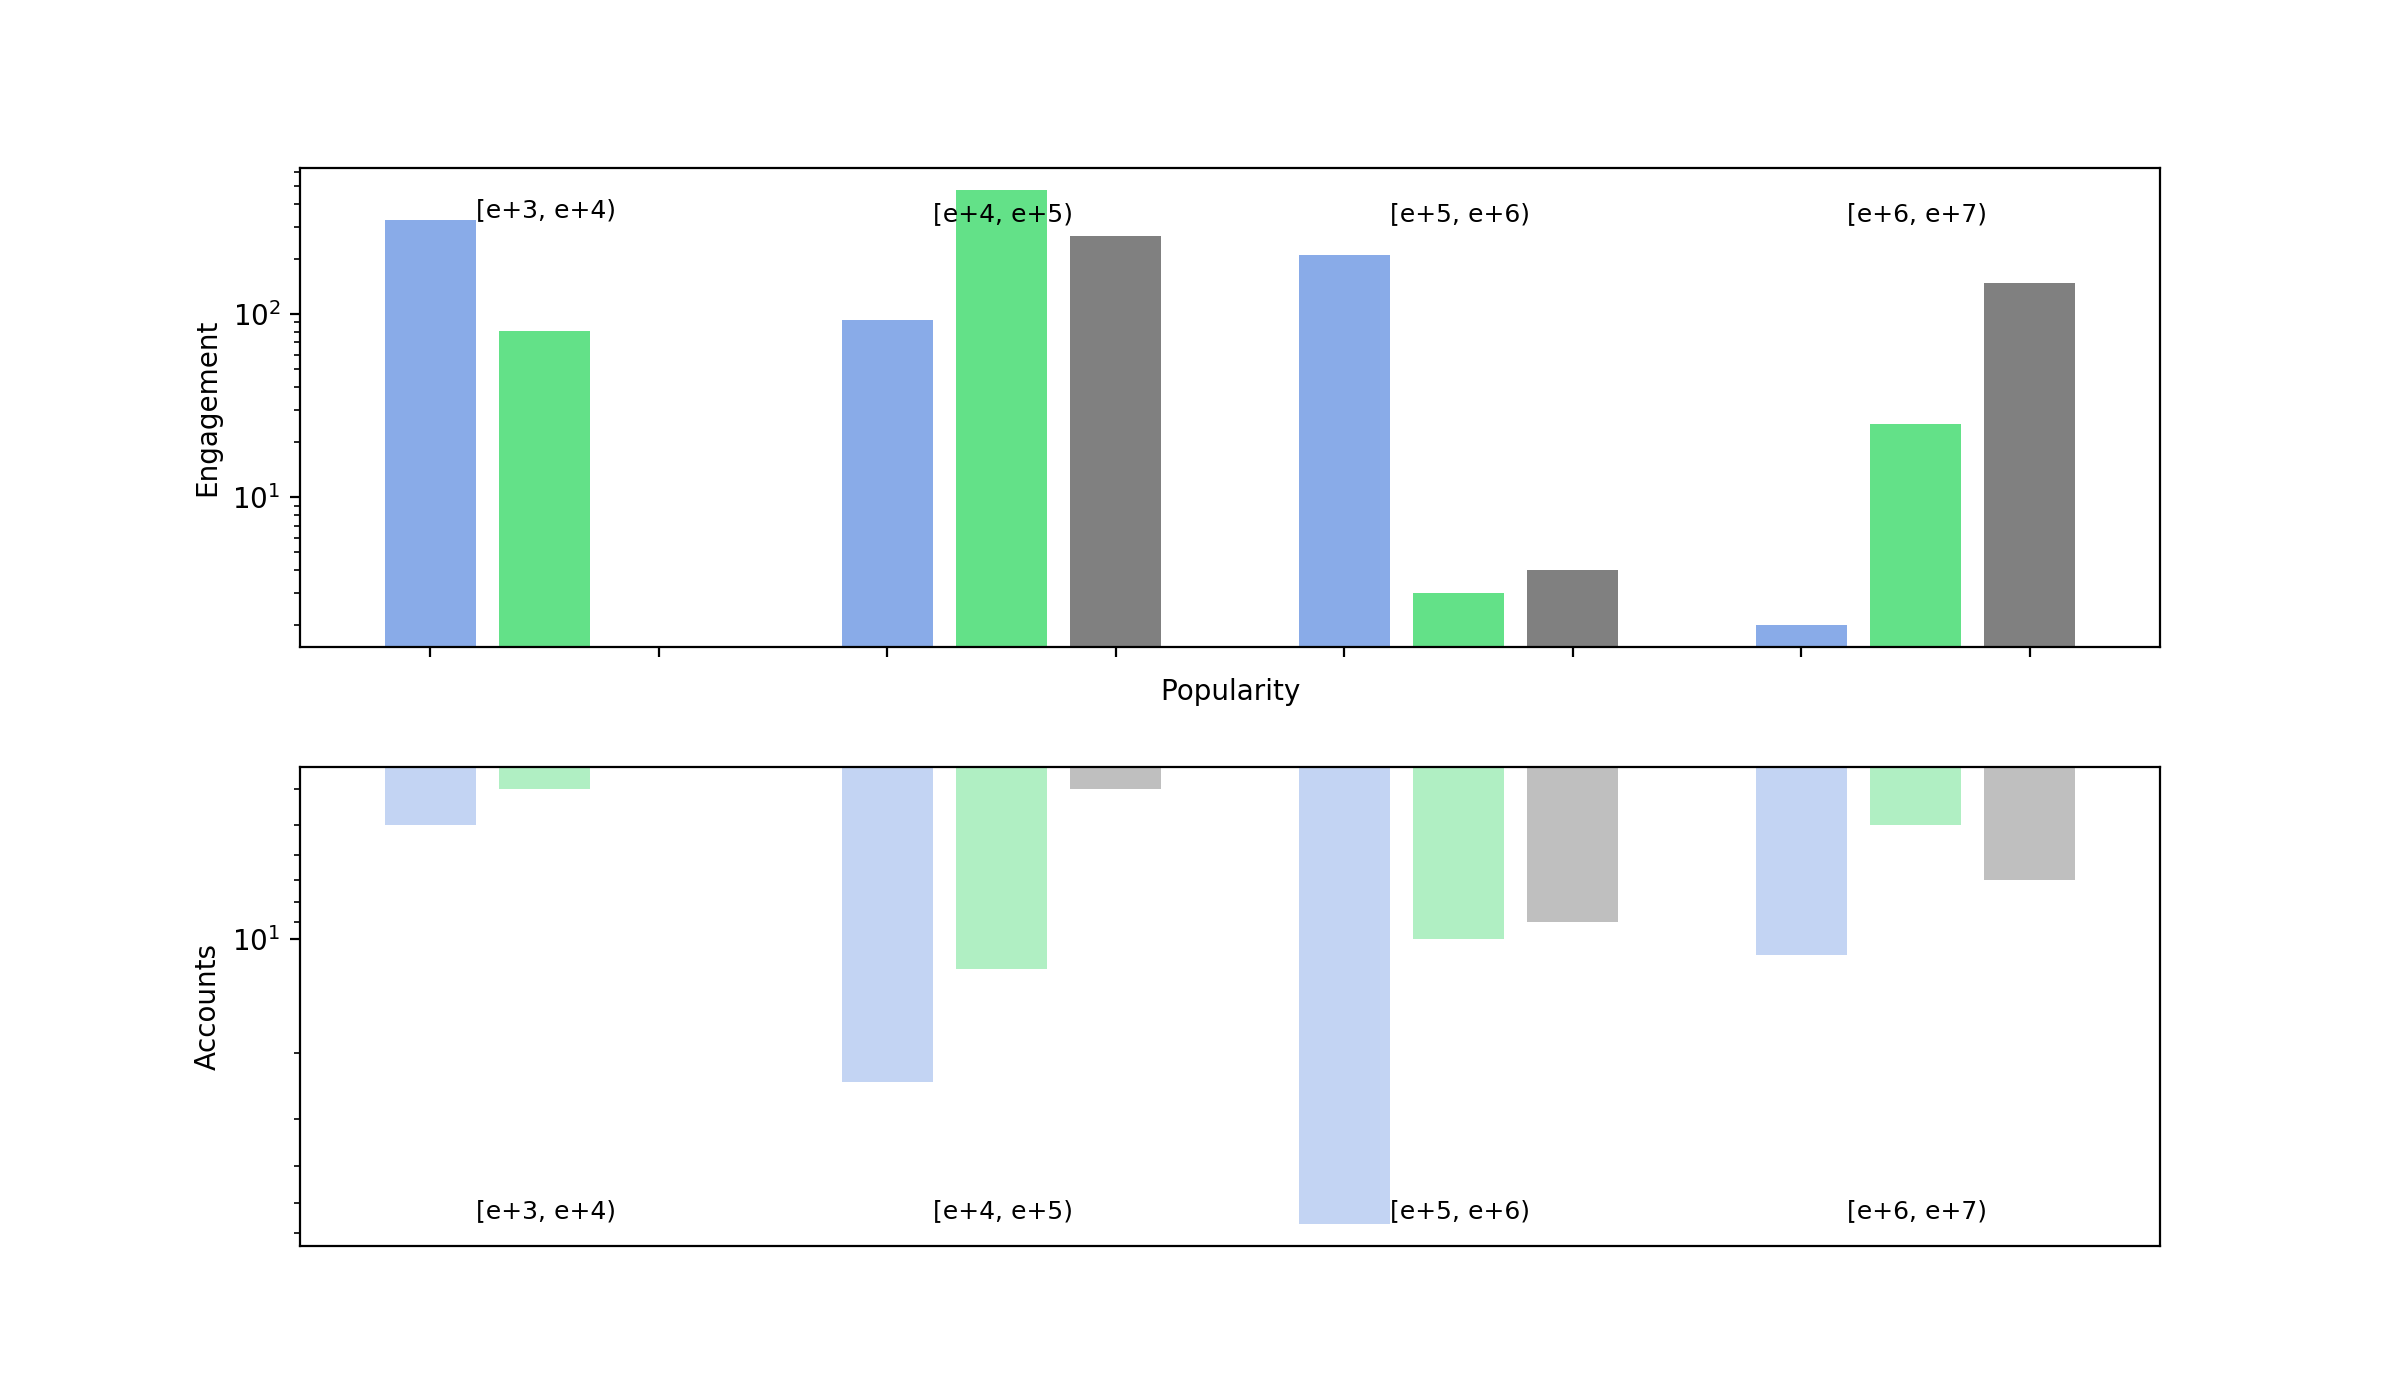 [e+3, e+4)
[e+4, e+5)
[e+5, e+6)
[e+6, e+7)
10²
10¹
Engagement
Popularity
10¹
Accounts
[e+3, e+4)
[e+4, e+5)
[e+5, e+6)
[e+6, e+7)